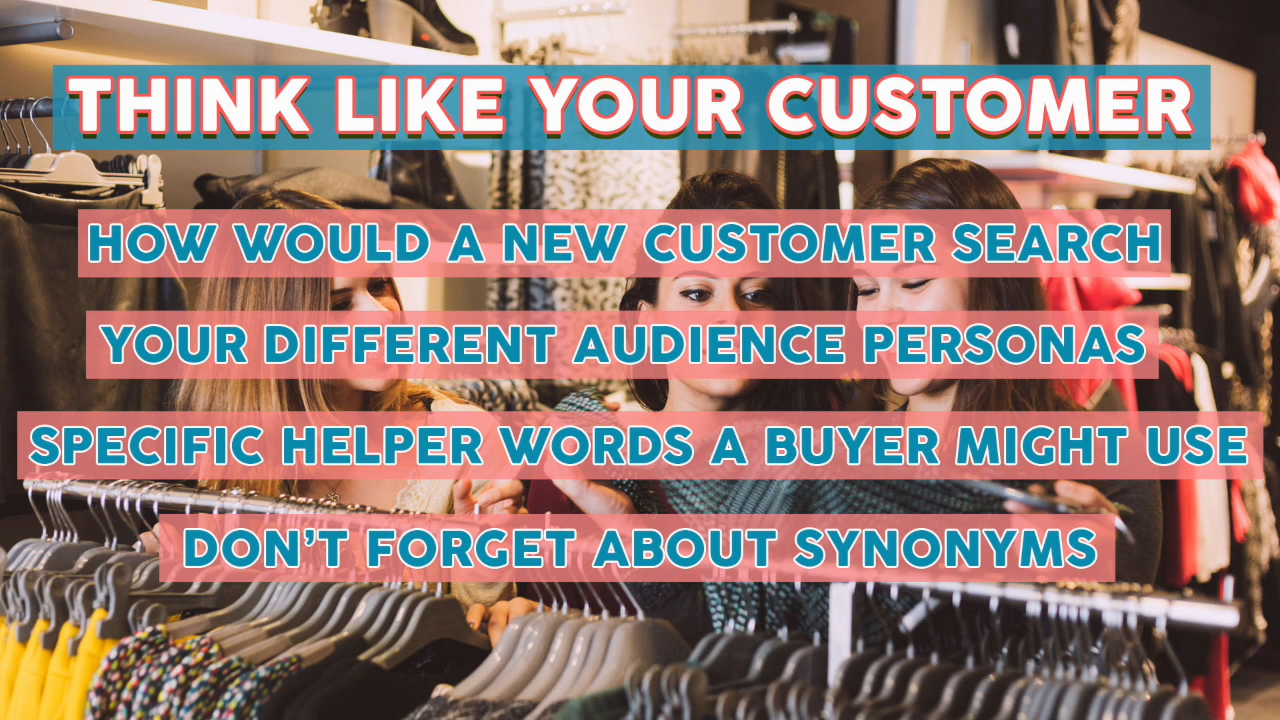 THINK LIKE YOUR CUSTOMER
HOW WOULD A NEW CUSTOMER SEARCH
YOUR DIFFERENT AUDIENCE PERSONAS
SPECIFIC HELPER WORDS A BUYER MIGHT USE
DON'T FORGET ABOUT SYNONYMS